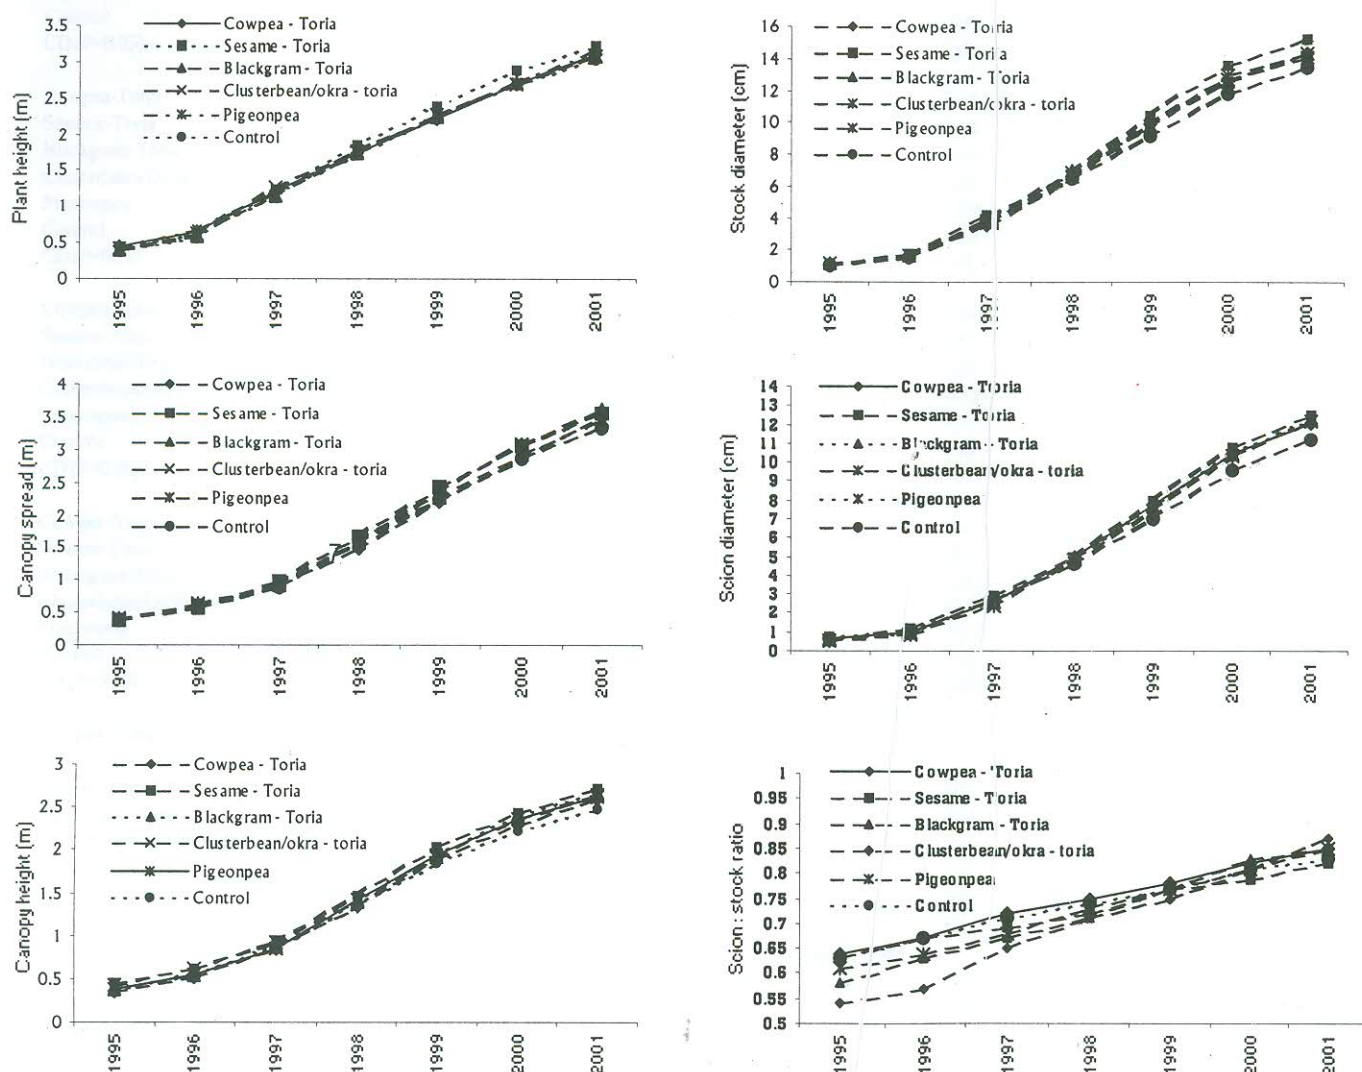 Plant height (m)
3.5
3
2.5
2
1.5
1
0.5
0
Cowpea - Toria
Sesame - Toria
Blackgram - Toria
Clusterbean/okra - toria
Pigeonpea
Control
1995
1996
1997
1998
1999
2000
2001
Stock diameter (cm)
16
14
12
10
8
6
4
2
0
Cowpea - Toria
Sesame - Toria
Blackgram - Toria
Clusterbean/okra - toria
Pigeonpea
Control
1995
1996
1997
1998
1999
2000
2001
Canopy spread (m)
4
3.5
3
2.5
2
1.5
1
0.5
0
Cowpea - Toria
Sesame - Toria
Blackgram - Toria
Clusterbean/okra - toria
Pigeonpea
Control
1995
1996
1997
1998
1999
2000
2001
Scion diameter (cm)
14
13
12
11
10
9
8
7
6
5
4
3
2
1
0
Cowpea - Toria
Sesame - Toria
Blackgram - Toria
Clusterbean/okra - toria
Pigeonpea
Control
1995
1996
1997
1998
1999
2000
2001
Canopy height (m)
3
2.5
2
1.5
1
0.5
0
Cowpea - Toria
Sesame - Toria
Blackgram - Toria
Clusterbean/okra - toria
Pigeonpea
Control
1995
1996
1997
1998
1999
2000
2001
Scion : stock ratio
1
0.95
0.9
0.85
0.8
0.75
0.7
0.65
0.6
0.55
0.5
Cowpea - Toria
Sesame - Toria
Blackgram - Toria
Clusterbean/okra - toria
Pigeonpea
Control
1995
1996
1997
1998
1999
2000
2001